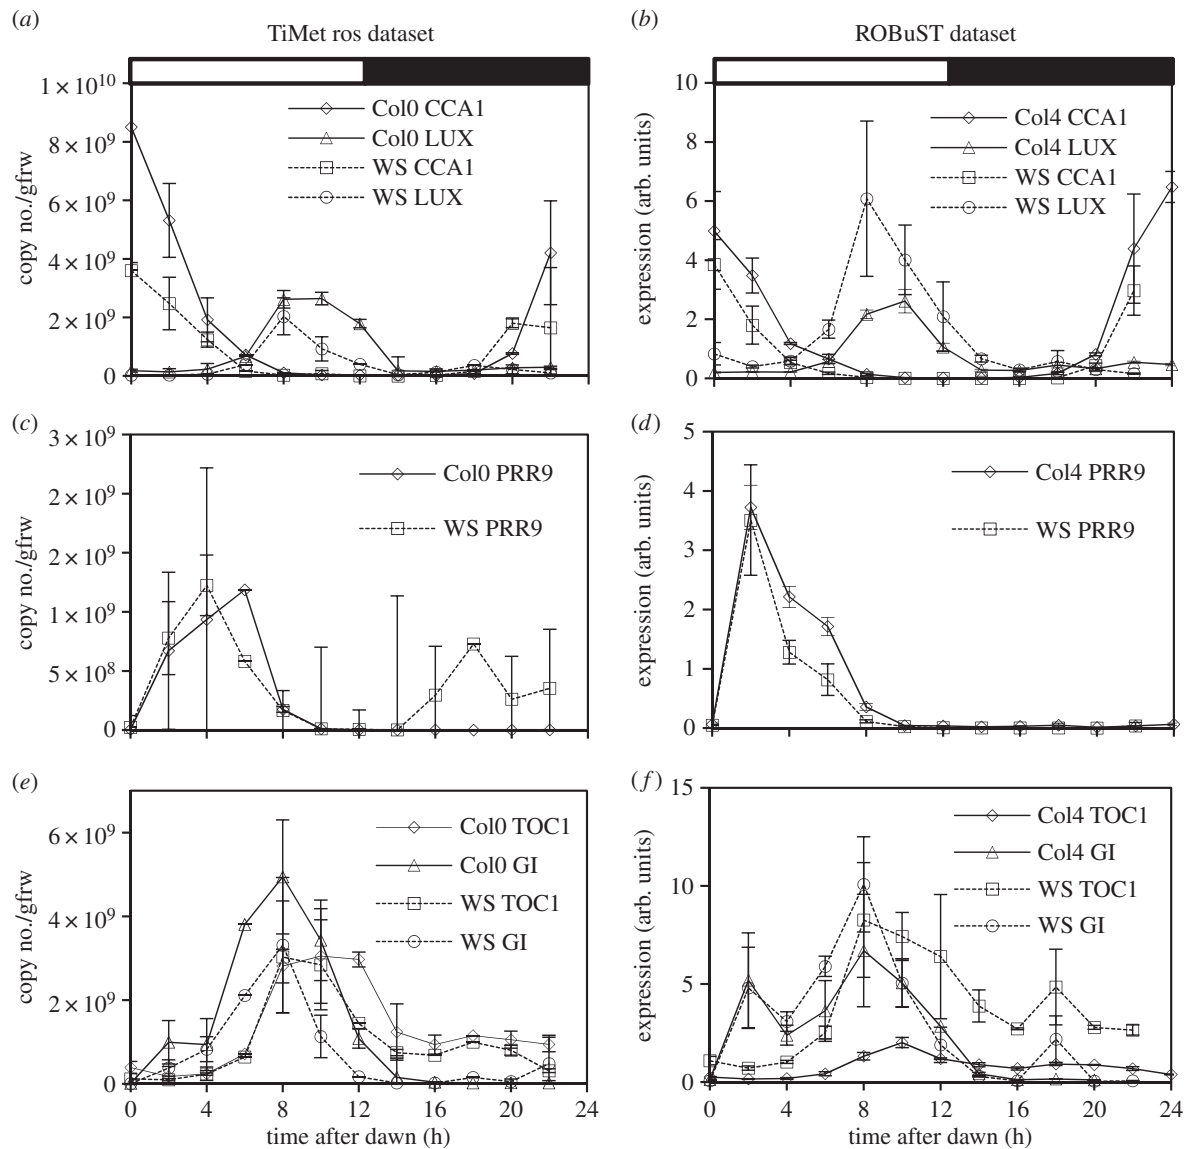 (a)
TiMet ros dataset
1 × 10¹⁰
8 × 10⁹
6 × 10⁹
4 × 10⁹
2 × 10⁹
0
copy no./gfrw
Col0 CCA1
Col0 LUX
WS CCA1
WS LUX
(b)
ROBuST dataset
10
8
6
4
2
0
expression (arb. units)
Col4 CCA1
Col4 LUX
WS CCA1
WS LUX
(c)
3 × 10⁹
2 × 10⁹
2 × 10⁹
1 × 10⁹
5 × 10⁸
0
copy no./gfrw
Col0 PRR9
WS PRR9
(d)
5
4
3
2
1
0
expression (arb. units)
Col4 PRR9
WS PRR9
(e)
6 × 10⁹
4 × 10⁹
2 × 10⁹
0
copy no./gfrw
Col0 TOC1
Col0 GI
WS TOC1
WS GI
0 4 8 12 16 20 24
time after dawn (h)
(f)
15
10
5
0
expression (arb. units)
Col4 TOC1
Col4 GI
WS TOC1
WS GI
0 4 8 12 16 20 24
time after dawn (h)